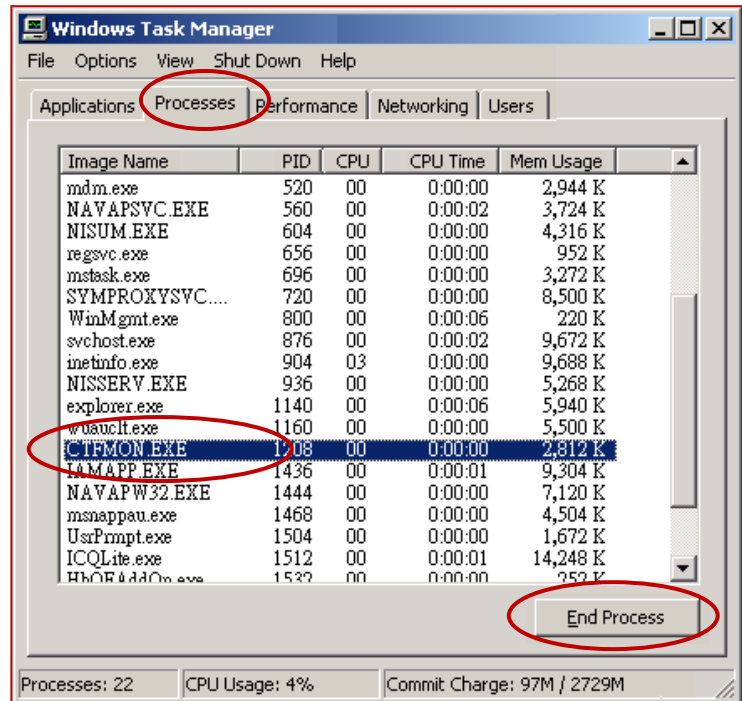 Windows Task Manager
File Options View Shut Down Help
Applications Processes Performance Networking Users
Image Name PID CPU CPU Time Mem Usage
mdm.exe 520 00 0:00:00 2,944 K
NAVAPSVC.EXE 560 00 0:00:02 3,724 K
NISUM.EXE 604 00 0:00:00 4,316 K
regsvc.exe 656 00 0:00:00 952 K
mstask.exe 696 00 0:00:00 3,272 K
SYMPROXYSVC.... 720 00 0:00:00 8,500 K
WinMgmt.exe 800 00 0:00:06 220 K
svchost.exe 876 00 0:00:02 9,672 K
inetinfo.exe 904 03 0:00:00 9,688 K
NISSERV.EXE 936 00 0:00:00 5,268 K
explorer.exe 1140 00 0:00:06 5,940 K
wuauclt.exe 1160 00 0:00:00 5,500 K
CTFMON.EXE 1208 00 0:00:00 2,812 K
IAMAPP.EXE 1436 00 0:00:01 9,304 K
NAVAPW32.EXE 1444 00 0:00:00 7,120 K
msnappau.exe 1468 00 0:00:00 4,504 K
UsrPrmpt.exe 1504 00 0:00:00 1,672 K
ICQLite.exe 1512 00 0:00:01 14,248 K
HbOEAddOn.exe 1532 00 0:00:00 252 K
End Process
Processes: 22 CPU Usage: 4% Commit Charge: 97M / 2729M